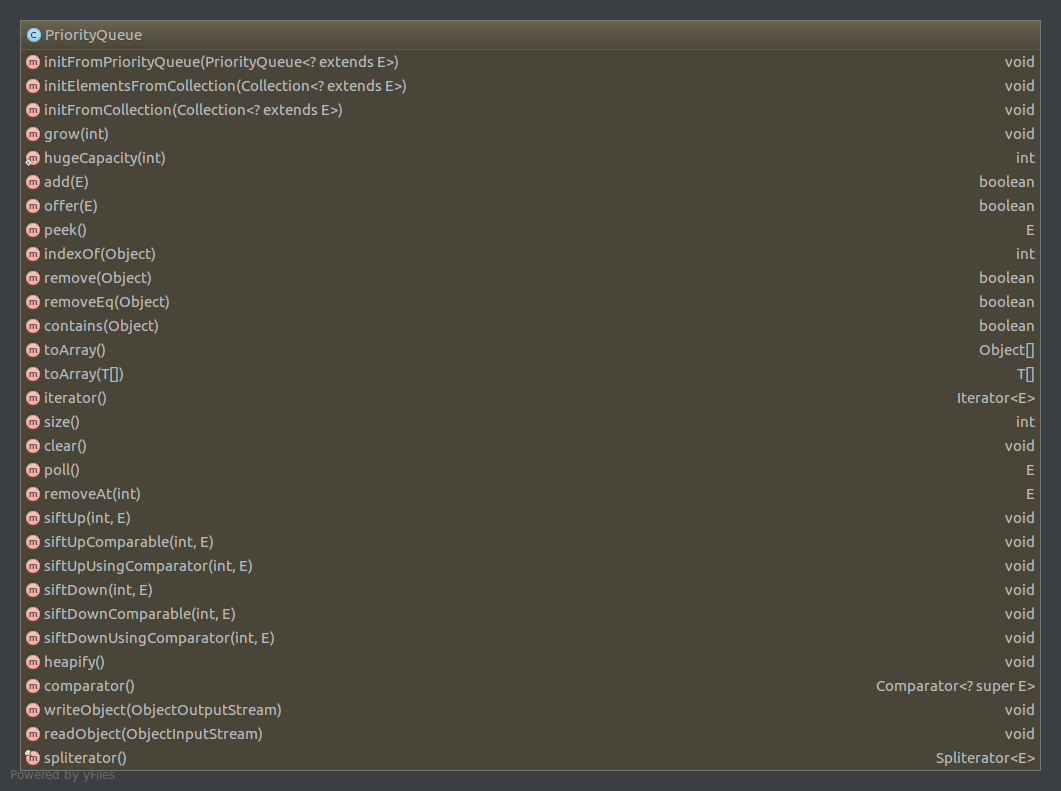 PriorityQueue
initFromPriorityQueue(PriorityQueue<? extends E>) void
initElementsFromCollection(Collection<? extends E>) void
initFromCollection(Collection<? extends E>) void
grow(int) void
hugeCapacity(int) int
add(E) boolean
offer(E) boolean
peek() E
indexOf(Object) int
remove(Object) boolean
removeEq(Object) boolean
contains(Object) boolean
toArray() Object[]
toArray(T[]) T[]
iterator() Iterator<E>
size() int
clear() void
poll() E
removeAt(int) E
siftUp(int, E) void
siftUpComparable(int, E) void
siftUpUsingComparator(int, E) void
siftDown(int, E) void
siftDownComparable(int, E) void
siftDownUsingComparator(int, E) void
heapify() void
comparator() Comparator<? super E>
writeObject(ObjectOutputStream) void
readObject(ObjectInputStream) void
spliterator() Spliterator<E>
Powered by yFiles